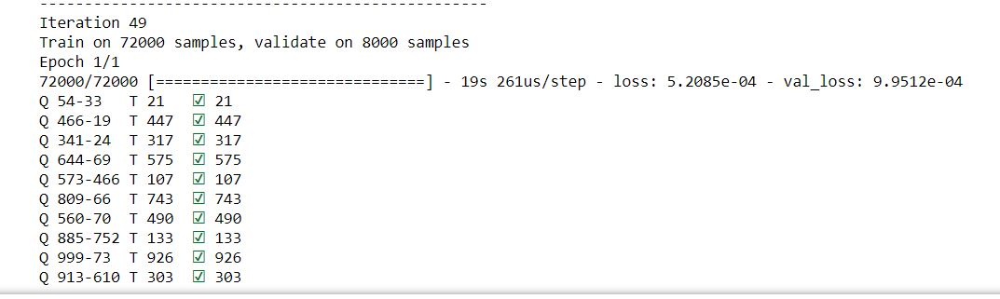 --------------------------------------------------
Iteration 49
Train on 72000 samples, validate on 8000 samples
Epoch 1/1
72000/72000 [==============================] - 19s 261us/step - loss: 5.2085e-04 - val_loss: 9.9512e-04
Q 54-33   T 21   ☑ 21
Q 466-19  T 447  ☑ 447
Q 341-24  T 317  ☑ 317
Q 644-69  T 575  ☑ 575
Q 573-466 T 107  ☑ 107
Q 809-66  T 743  ☑ 743
Q 560-70  T 490  ☑ 490
Q 885-752 T 133  ☑ 133
Q 999-73  T 926  ☑ 926
Q 913-610 T 303  ☑ 303